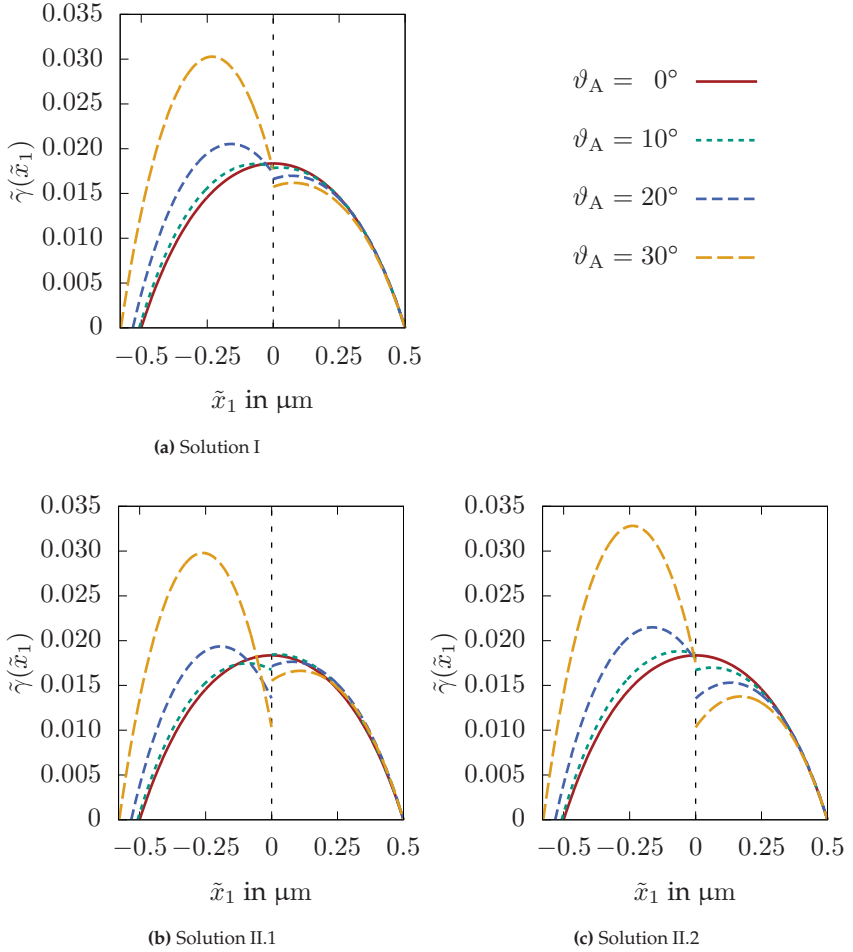 0.035
0.030
0.025
0.020
0.015
0.010
0.005
0
γ̃(x̃₁)
−0.5 −0.25 0 0.25 0.5
x̃₁ in µm
(a) Solution I
ϑ_A = 0°
ϑ_A = 10°
ϑ_A = 20°
ϑ_A = 30°
0.035
0.030
0.025
0.020
0.015
0.010
0.005
0
γ̃(x̃₁)
−0.5 −0.25 0 0.25 0.5
x̃₁ in µm
(b) Solution II.1
0.035
0.030
0.025
0.020
0.015
0.010
0.005
0
γ̃(x̃₁)
−0.5 −0.25 0 0.25 0.5
x̃₁ in µm
(c) Solution II.2